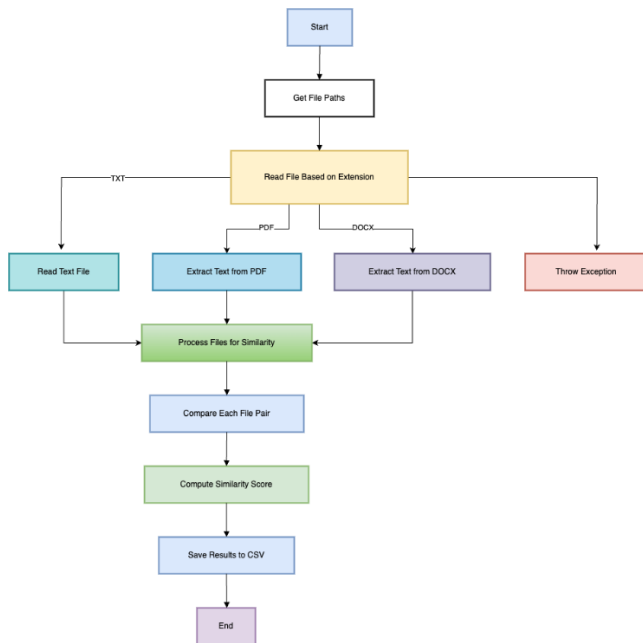 Start
Get File Paths
Read File Based on Extension
TXT
PDF
DOCX
Read Text File
Extract Text from PDF
Extract Text from DOCX
Throw Exception
Process Files for Similarity
Compare Each File Pair
Compute Similarity Score
Save Results to CSV
End